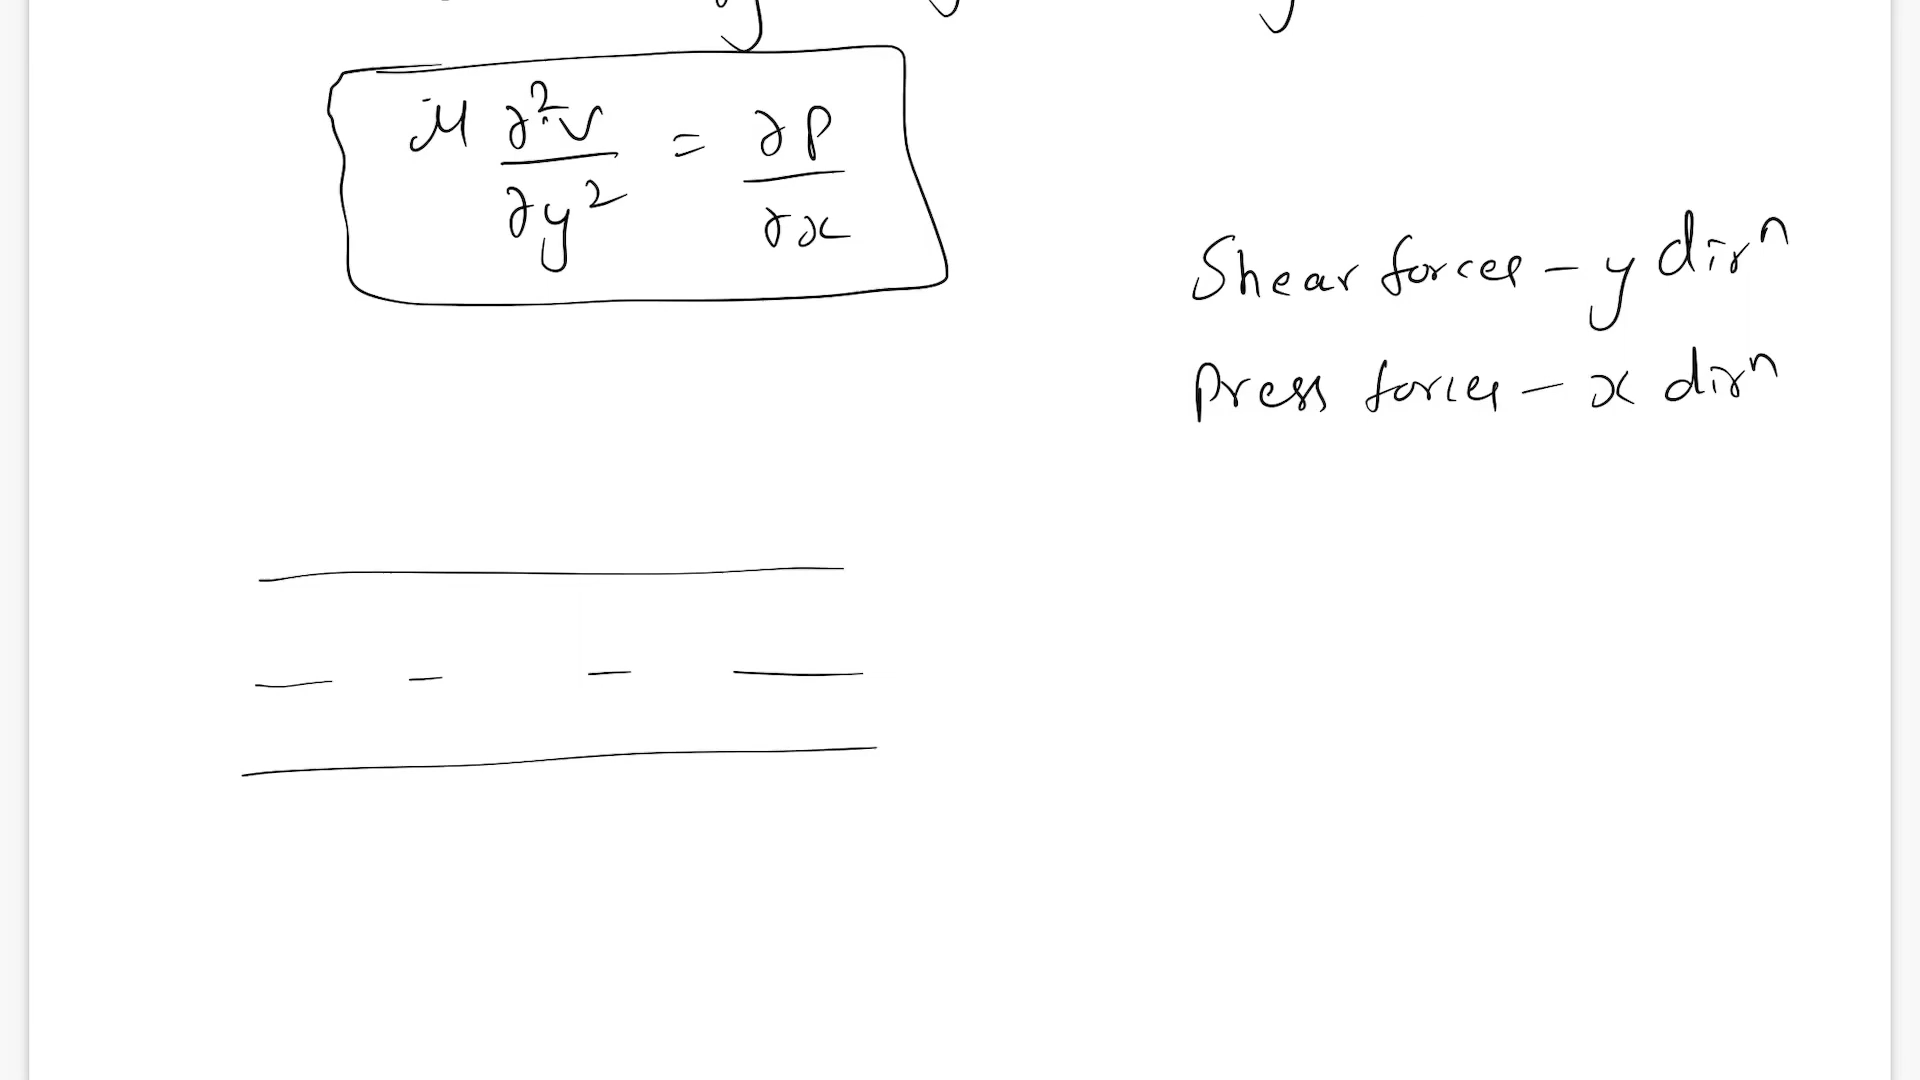 μ ∂²v/∂y² = ∂P/∂x
Shear forces - y dirⁿ
Press forces - x dirⁿ